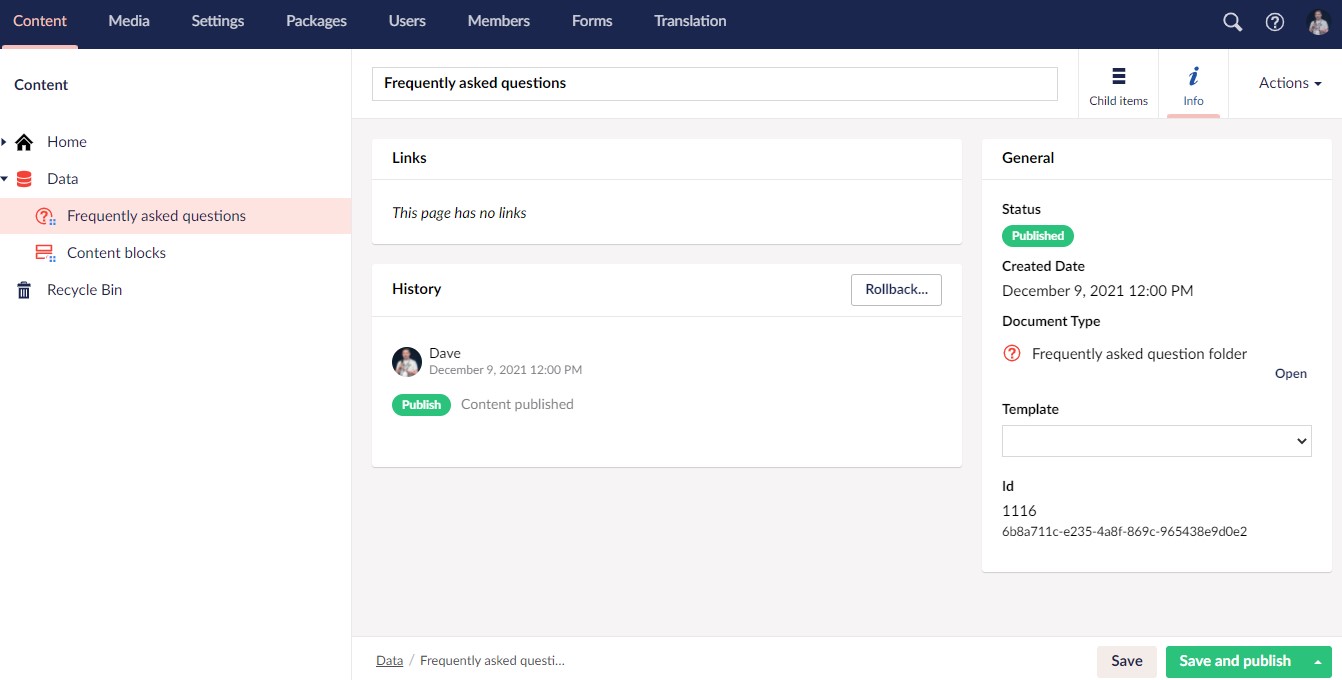 Content Media Settings Packages Users Members Forms Translation
Content
Home
Data
Frequently asked questions
Content blocks
Recycle Bin
Frequently asked questions
Child items
Info
Actions
Links
This page has no links
History
Rollback...
Dave
December 9, 2021 12:00 PM
Publish Content published
General
Status
Published
Created Date
December 9, 2021 12:00 PM
Document Type
Frequently asked question folder
Open
Template
Id
1116
6b8a711c-e235-4a8f-869c-965438e9d0e2
Data / Frequently asked questi...
Save
Save and publish